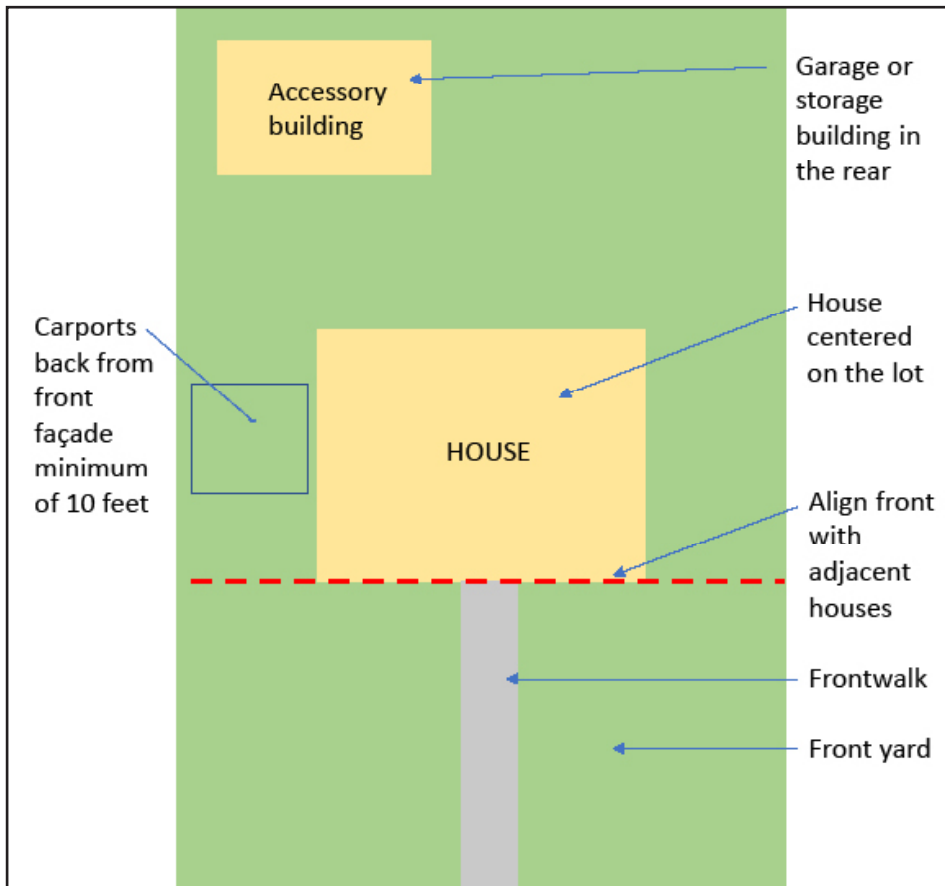 Accessory
building
Garage or
storage
building in
the rear
Carports
back from
front
façade
minimum
of 10 feet
House
centered
on the lot
HOUSE
Align front
with
adjacent
houses
Frontwalk
Front yard